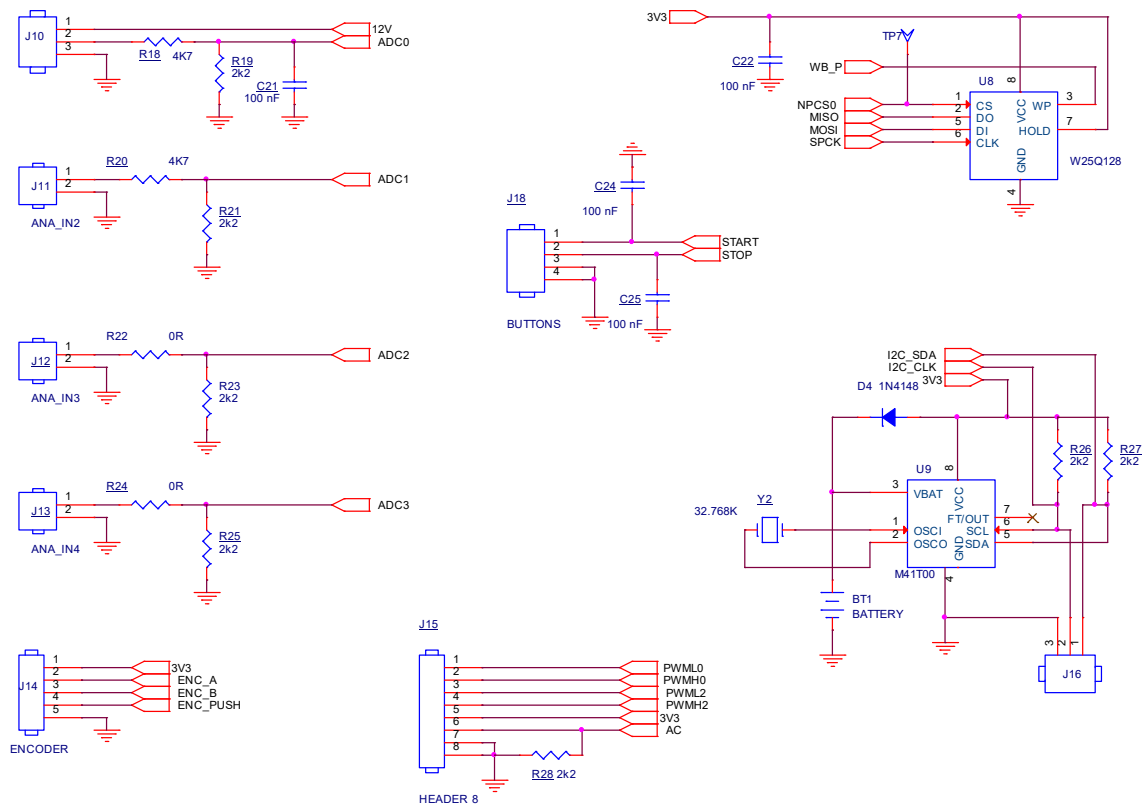 J10
1
2
3
R18
4K7
R19
2k2
C21
100 nF
12V
ADC0
J11
1
2
ANA_IN2
R20
4K7
R21
2k2
ADC1
J12
1
2
ANA_IN3
R22
0R
R23
2k2
ADC2
J13
1
2
ANA_IN4
R24
0R
R25
2k2
ADC3
J14
1
2
3
4
5
3V3
ENC_A
ENC_B
ENC_PUSH
ENCODER
J18
1
2
3
4
C24
100 nF
START
STOP
C25
100 nF
BUTTONS
J15
1
2
3
4
5
6
7
8
PWML0
PWMH0
PWML2
PWMH2
3V3
AC
R28 2k2
HEADER 8
3V3
C22
100 nF
TP7
WB_P
NPCS0
MISO
MOSI
SPCK
U8
8
1
2
5
6
CS
DO
DI
CLK
VCC
GND
WP
HOLD
3
7
4
W25Q128
I2C_SDA
I2C_CLK
3V3
D4 1N4148
R26
2k2
R27
2k2
U9
8
3
VBAT
VCC
FT/OUT
7
1
OSCI
SCL
6
2
OSCO
GND
SDA
5
M41T00
4
Y2
32.768K
BT1
BATTERY
3
2
1
J16